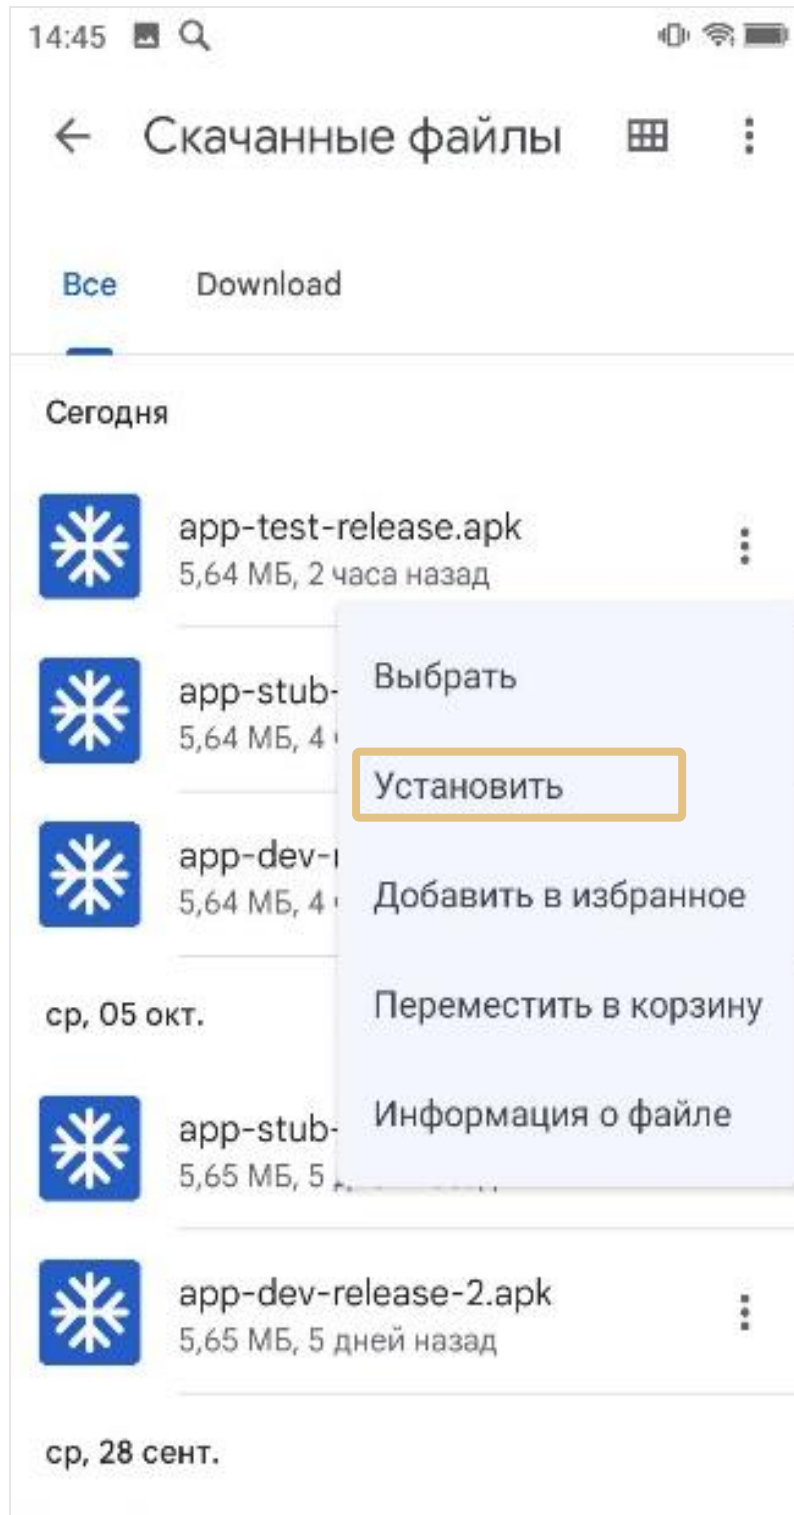 14:45
Скачанные файлы
Все Download
Сегодня
app-test-release.apk
5,64 МБ, 2 часа назад
Выбрать
app-stub-
5,64 МБ, 4
Установить
app-dev-
5,64 МБ, 4
Добавить в избранное
ср, 05 окт.
Переместить в корзину
Информация о файле
app-stub-
5,65 МБ, 5
app-dev-release-2.apk
5,65 МБ, 5 дней назад
ср, 28 сент.